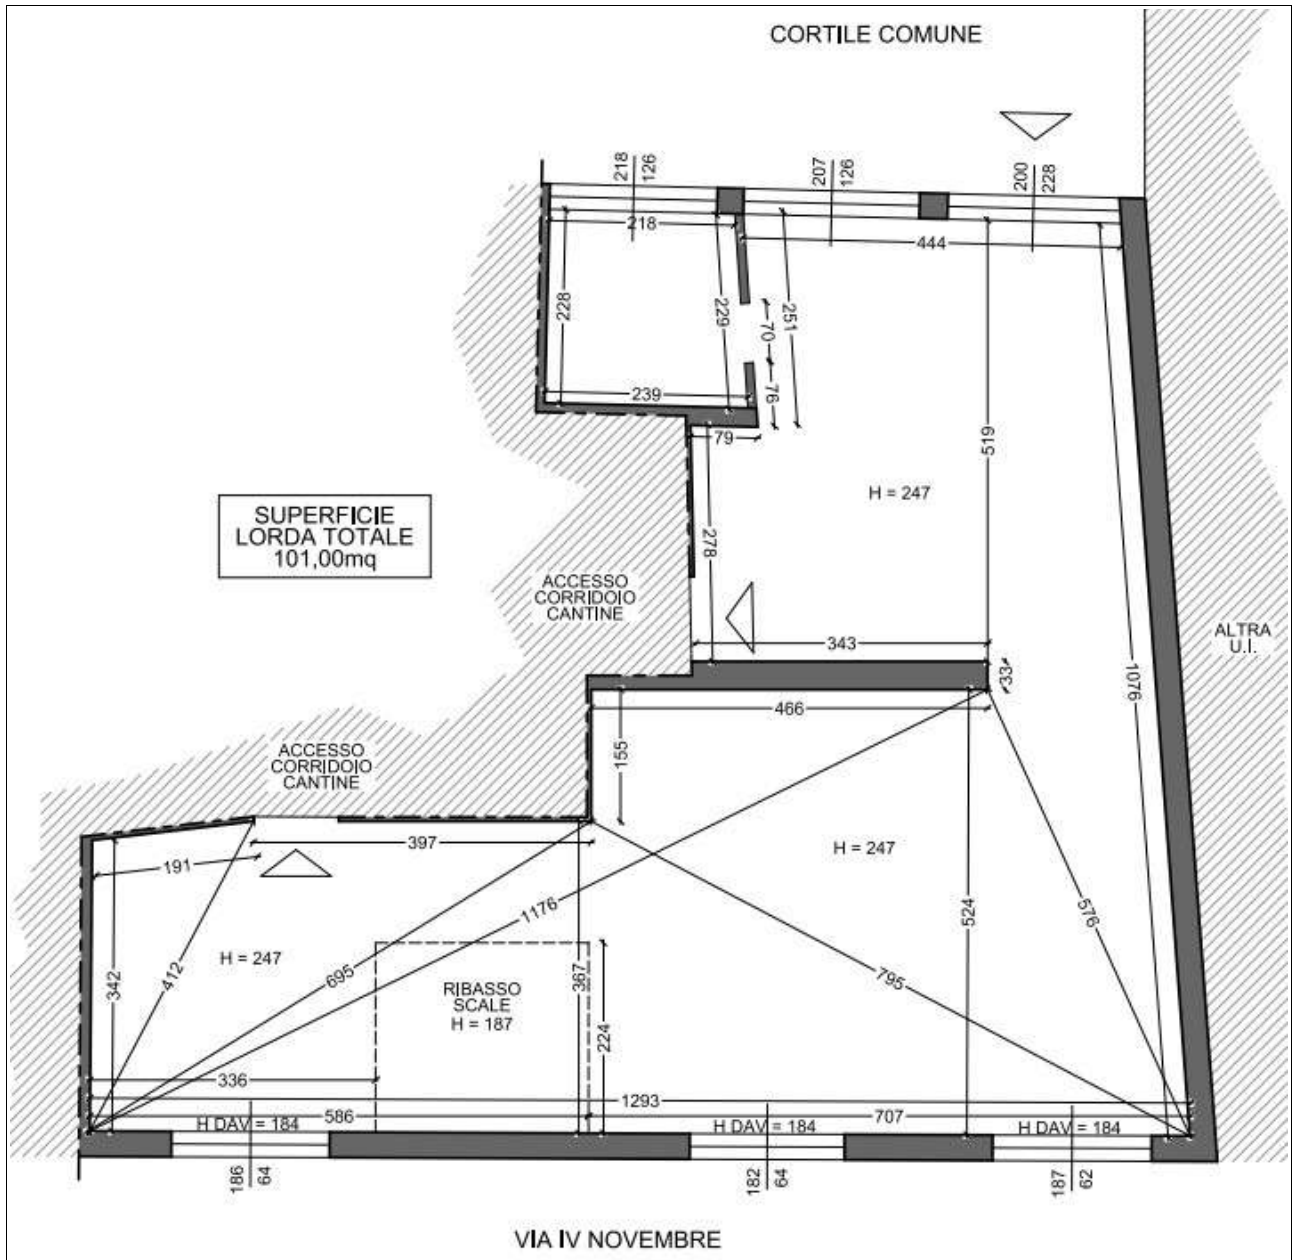 CORTILE COMUNE
218
126
207
126
200
228
218
444
228
229
251
70
76
239
79
519
H = 247
278
SUPERFICIE
LORDA TOTALE
101,00mq
ACCESSO
CORRIDOIO
CANTINE
ALTRA
U.I.
343
33
1076
466
155
ACCESSO
CORRIDOIO
CANTINE
397
191
H = 247
1176
524
576
412
342
H = 247
695
367
795
RIBASSO
SCALE
H = 187
224
336
1293
586
707
H DAV = 184
H DAV = 184
H DAV = 184
186
64
182
64
187
62
VIA IV NOVEMBRE